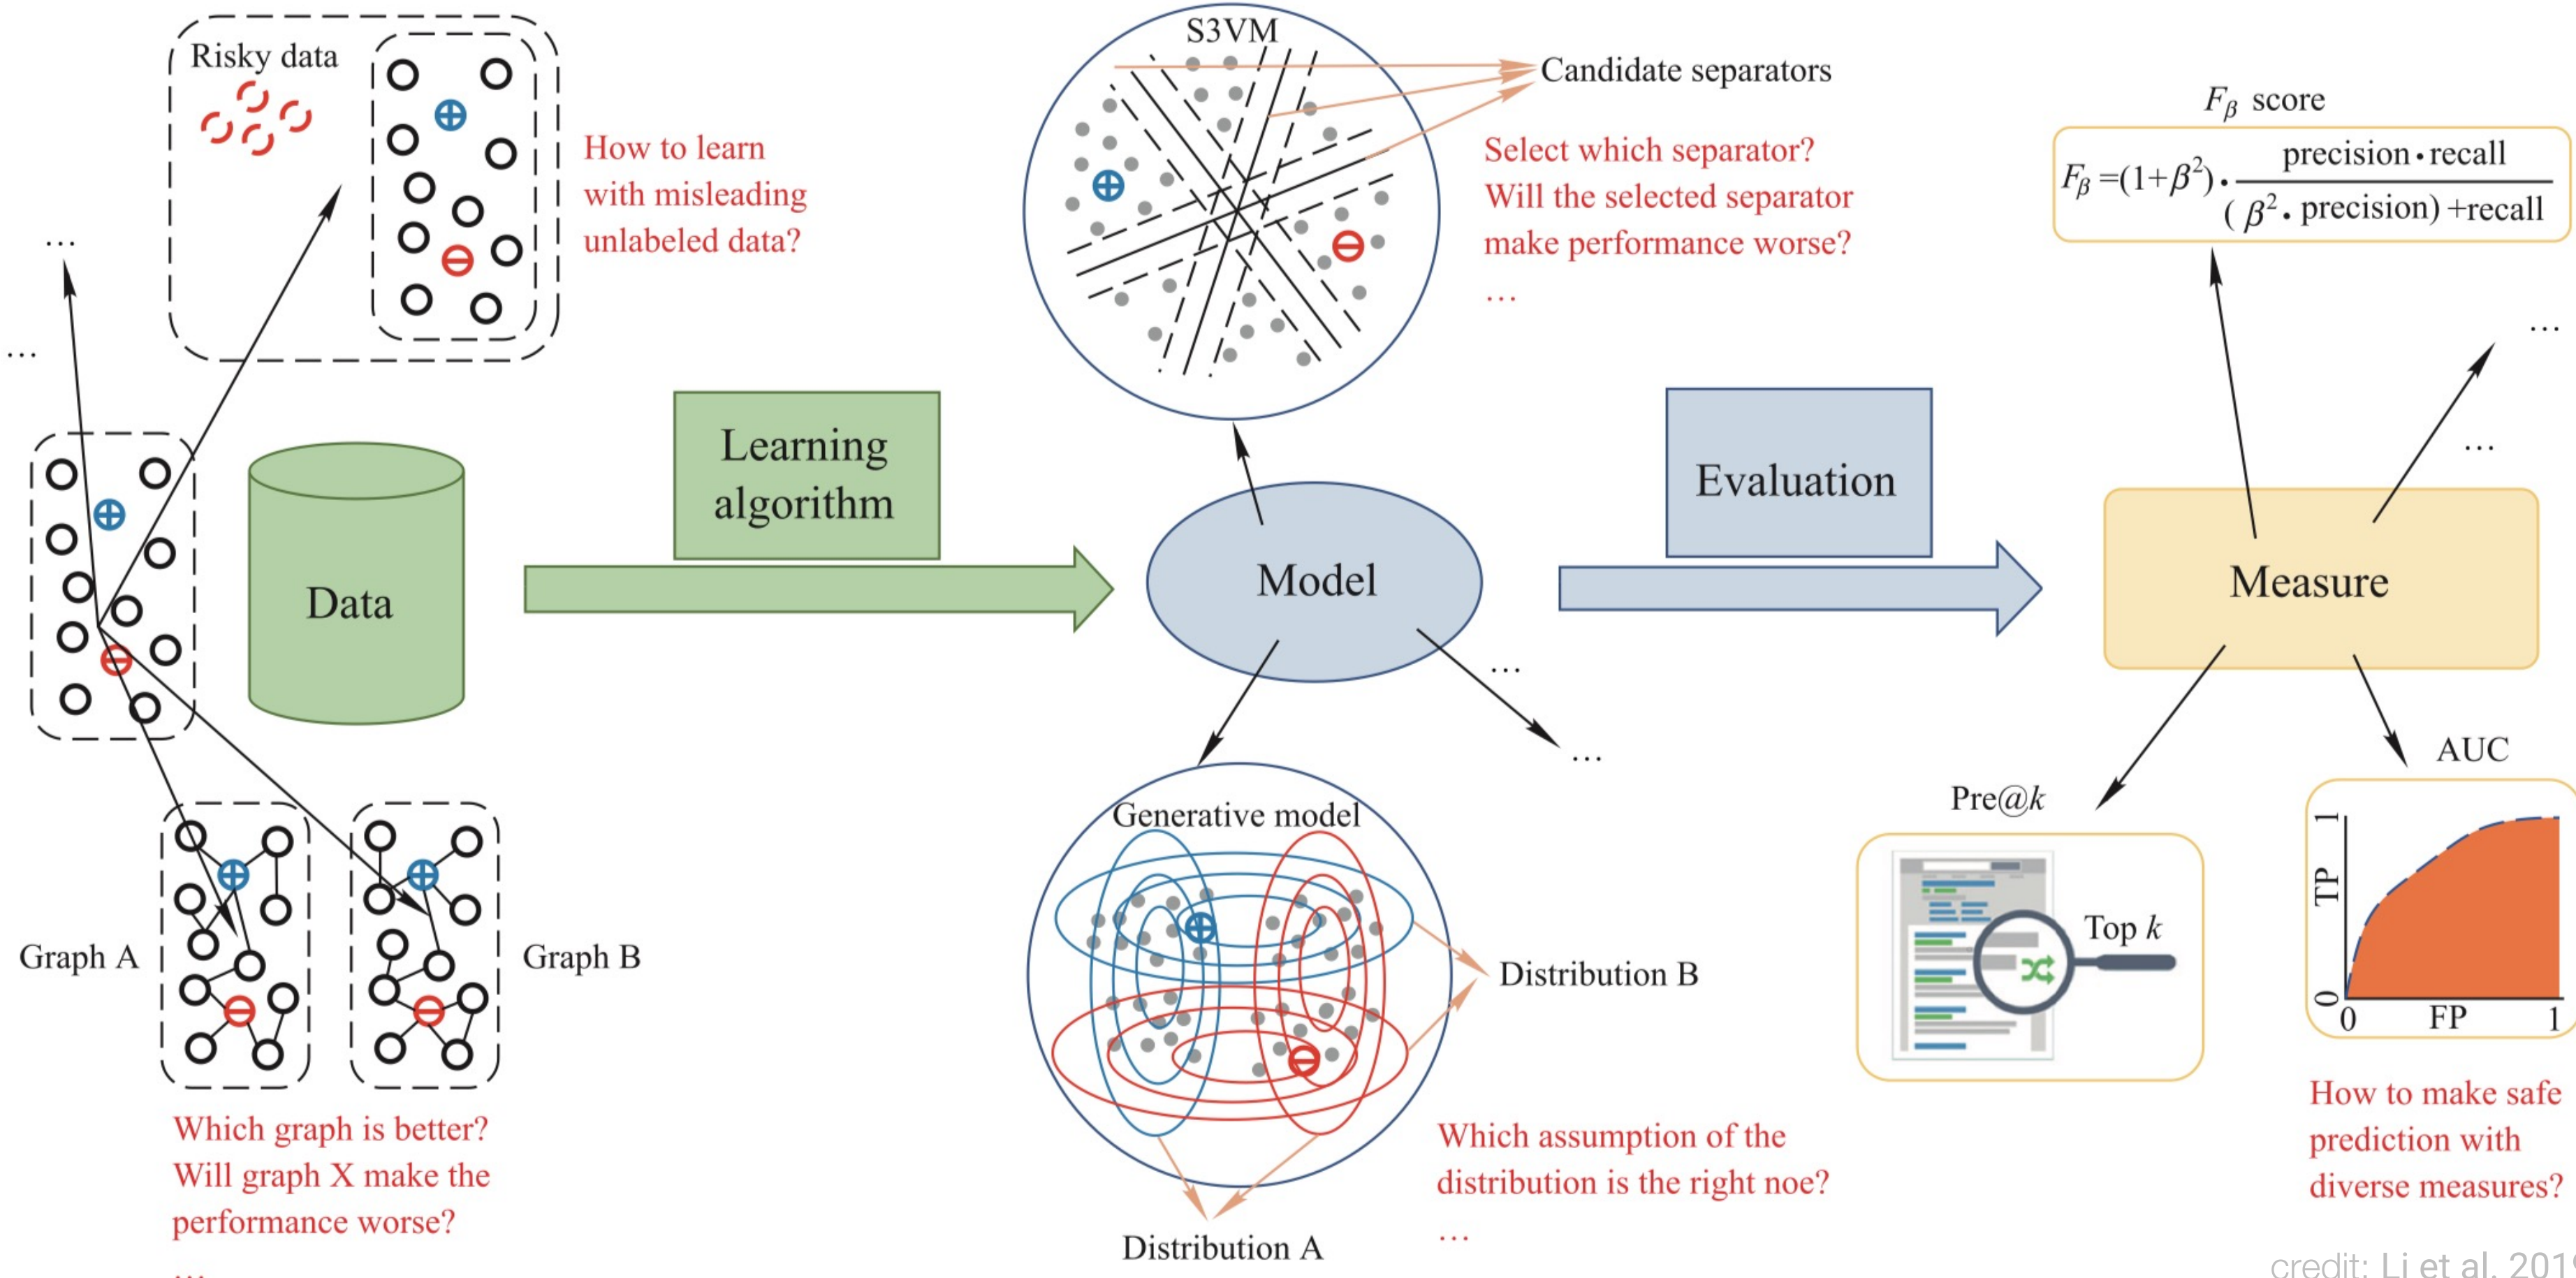 Risky data
How to learn
with misleading
unlabeled data?
...
...
S3VM
Candidate separators
Select which separator?
Will the selected separator
make performance worse?
...
Fβ score
Fβ =(1+β²) · precision · recall / (β² · precision) +recall
...
...
Learning
algorithm
Data
Model
Evaluation
Measure
...
...
Graph A
Graph B
Which graph is better?
Will graph X make the
performance worse?
...
Generative model
Distribution B
Distribution A
Which assumption of the
distribution is the right noe?
...
Pre@k
Top k
AUC
1
TP
0
0
FP
1
How to make safe
prediction with
diverse measures?
credit: Li et al. 2019